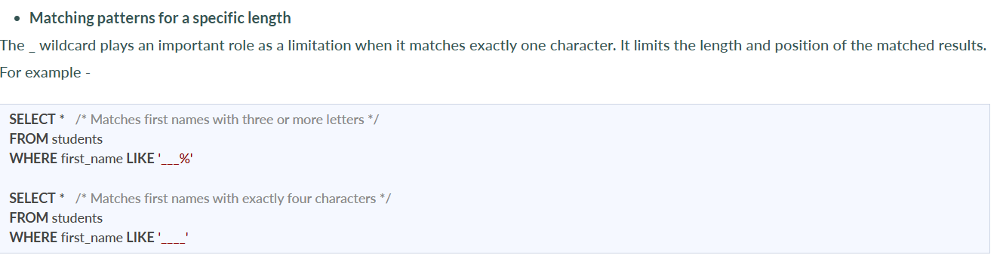 • Matching patterns for a specific length
The _ wildcard plays an important role as a limitation when it matches exactly one character. It limits the length and position of the matched results.
For example -
SELECT * /* Matches first names with three or more letters */
FROM students
WHERE first_name LIKE '___%'
SELECT * /* Matches first names with exactly four characters */
FROM students
WHERE first_name LIKE '____'